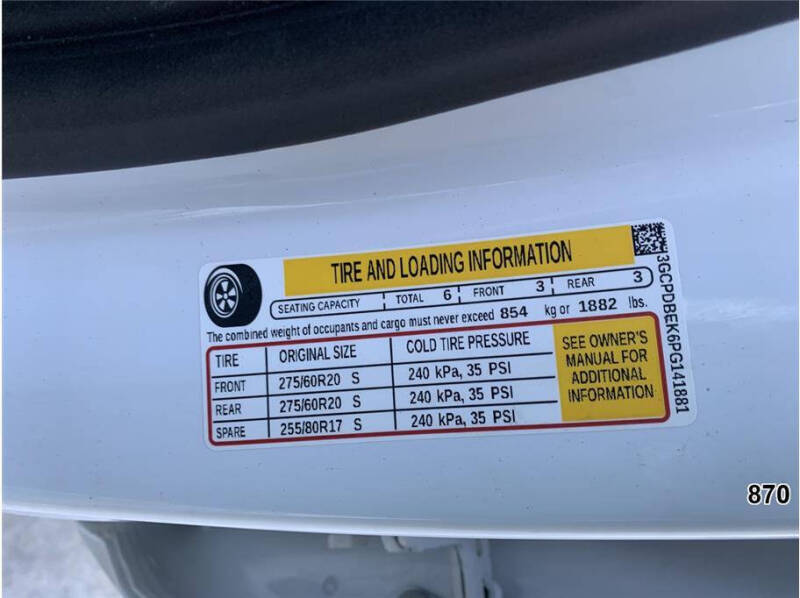 TIRE AND LOADING INFORMATION
SEATING CAPACITY TOTAL 6 FRONT 3 REAR 3
The combined weight of occupants and cargo must never exceed 854 kg or 1882 lbs.
TIRE ORIGINAL SIZE COLD TIRE PRESSURE
FRONT 275/60R20 S 240 kPa, 35 PSI
REAR 275/60R20 S 240 kPa, 35 PSI
SPARE 255/80R17 S 240 kPa, 35 PSI
SEE OWNER'S
MANUAL FOR
ADDITIONAL
INFORMATION
3GCPDBEK6PG141881
870